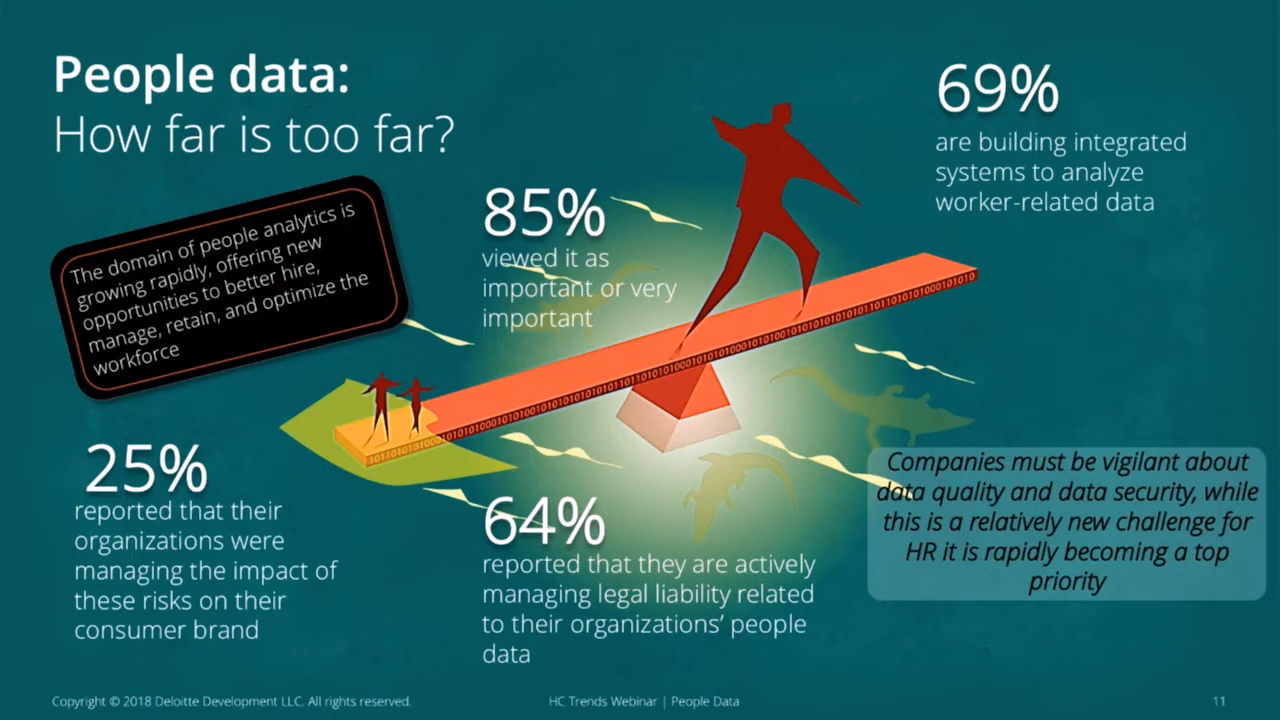 People data:
How far is too far?
The domain of people analytics is
growing rapidly, offering new
opportunities to better hire,
manage, retain, and optimize the
workforce
85%
viewed it as
important or very
important
69%
are building integrated
systems to analyze
worker-related data
25%
reported that their
organizations were
managing the impact of
these risks on their
consumer brand
64%
reported that they are actively
managing legal liability related
to their organizations’ people
data
Companies must be vigilant about
data quality and data security, while
this is a relatively new challenge for
HR it is rapidly becoming a top
priority
Copyright © 2018 Deloitte Development LLC. All rights reserved.
HC Trends Webinar | People Data
11